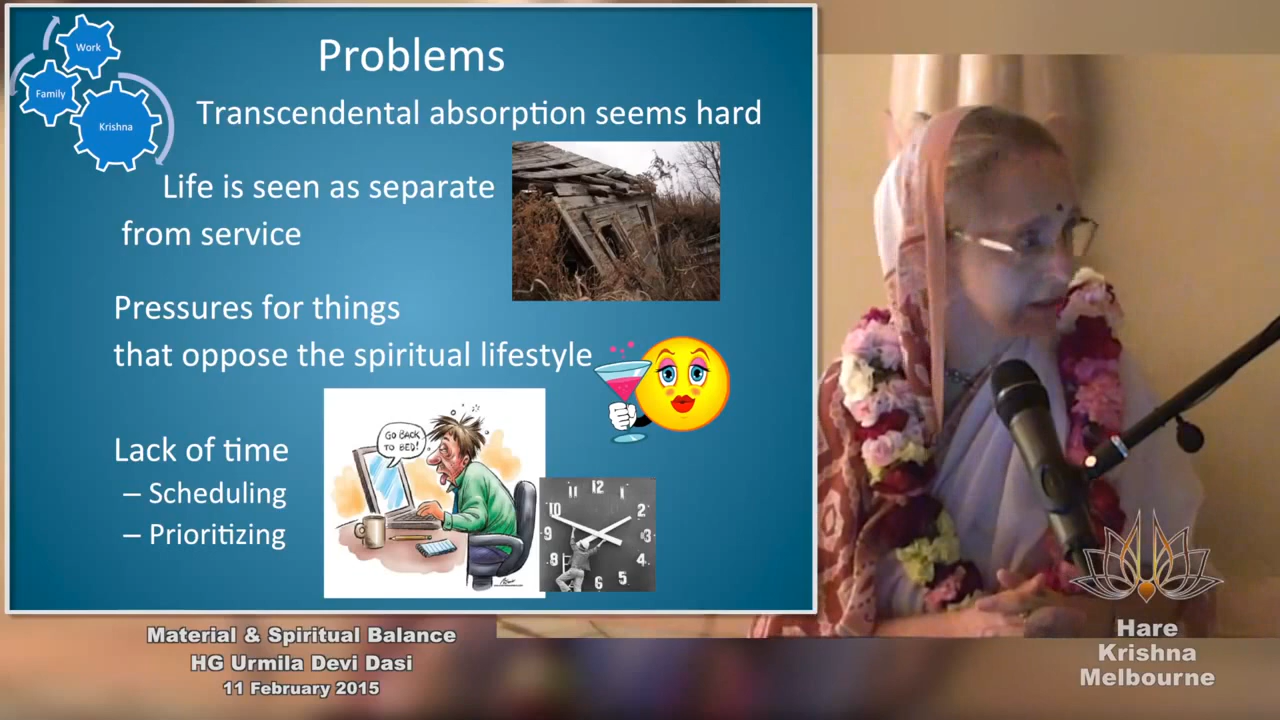 Work
Family
Krishna
Problems
Transcendental absorption seems hard
Life is seen as separate
from service
Pressures for things
that oppose the spiritual lifestyle
GO BACK
TO BED!
Lack of time
– Scheduling
– Prioritizing
11 12 1
10 2
9 3
8 4
6 5
Material & Spiritual Balance
HG Urmila Devi Dasi
11 February 2015
Hare
Krishna
Melbourne